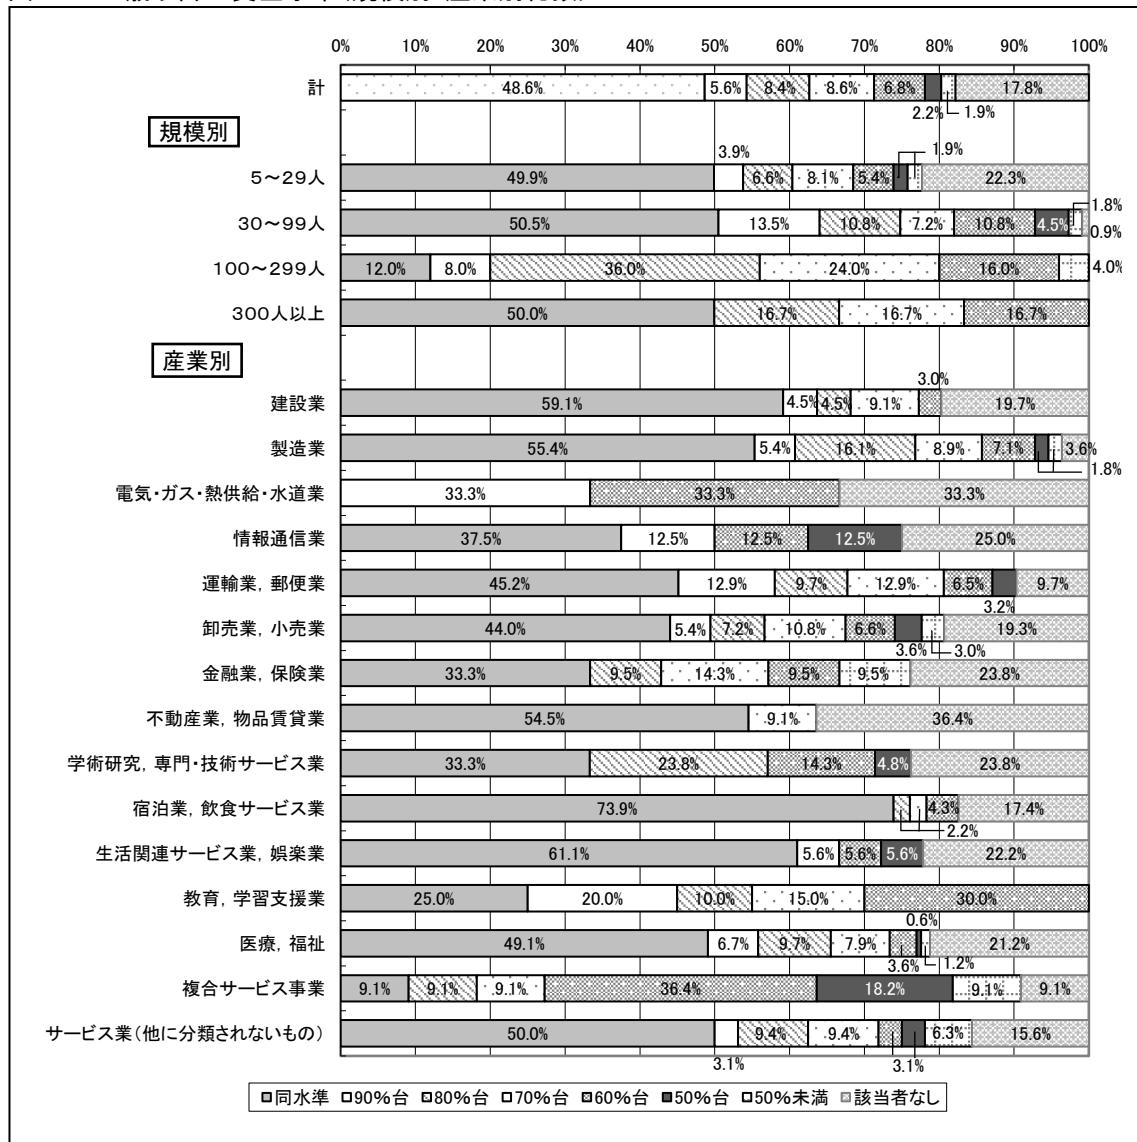 0% 10% 20% 30% 40% 50% 60% 70% 80% 90% 100%
計 48.6% 5.6% 8.4% 8.6% 6.8% 17.8%
2.2% 1.9%
規模別
3.9% 1.9%
5～29人 49.9% 6.6% 8.1% 5.4% 22.3%
1.8%
30～99人 50.5% 13.5% 10.8% 7.2% 10.8% 4.5%
0.9%
100～299人 12.0% 8.0% 36.0% 24.0% 16.0% 4.0%
300人以上 50.0% 16.7% 16.7% 16.7%
産業別
3.0%
建設業 59.1% 4.5% 4.5% 9.1% 19.7%
製造業 55.4% 5.4% 16.1% 8.9% 7.1% 3.6%
1.8%
電気・ガス・熱供給・水道業 33.3% 33.3% 33.3%
情報通信業 37.5% 12.5% 12.5% 12.5% 25.0%
運輸業，郵便業 45.2% 12.9% 9.7% 12.9% 6.5% 9.7%
3.2%
卸売業，小売業 44.0% 5.4% 7.2% 10.8% 6.6% 19.3%
3.6% 3.0%
金融業，保険業 33.3% 9.5% 14.3% 9.5% 9.5% 23.8%
不動産業，物品賃貸業 54.5% 9.1% 36.4%
学術研究，専門・技術サービス業 33.3% 23.8% 14.3% 4.8% 23.8%
宿泊業，飲食サービス業 73.9% 4.3% 17.4%
2.2%
生活関連サービス業，娯楽業 61.1% 5.6% 5.6% 5.6% 22.2%
教育，学習支援業 25.0% 20.0% 10.0% 15.0% 30.0%
0.6%
医療，福祉 49.1% 6.7% 9.7% 7.9% 21.2%
3.6% 1.2%
複合サービス事業 9.1% 9.1% 9.1% 36.4% 18.2% 9.1% 9.1%
サービス業（他に分類されないもの） 50.0% 9.4% 9.4% 6.3% 15.6%
3.1% 3.1%
同水準 90%台 80%台 70%台 60%台 50%台 50%未満 該当者なし